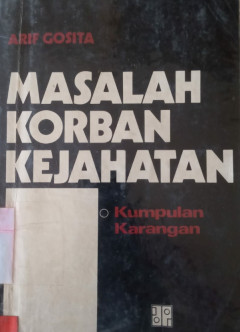 ARIF GOSITA
MASALAH
KORBAN
KEJAHATAN
Kumpulan
Karangan